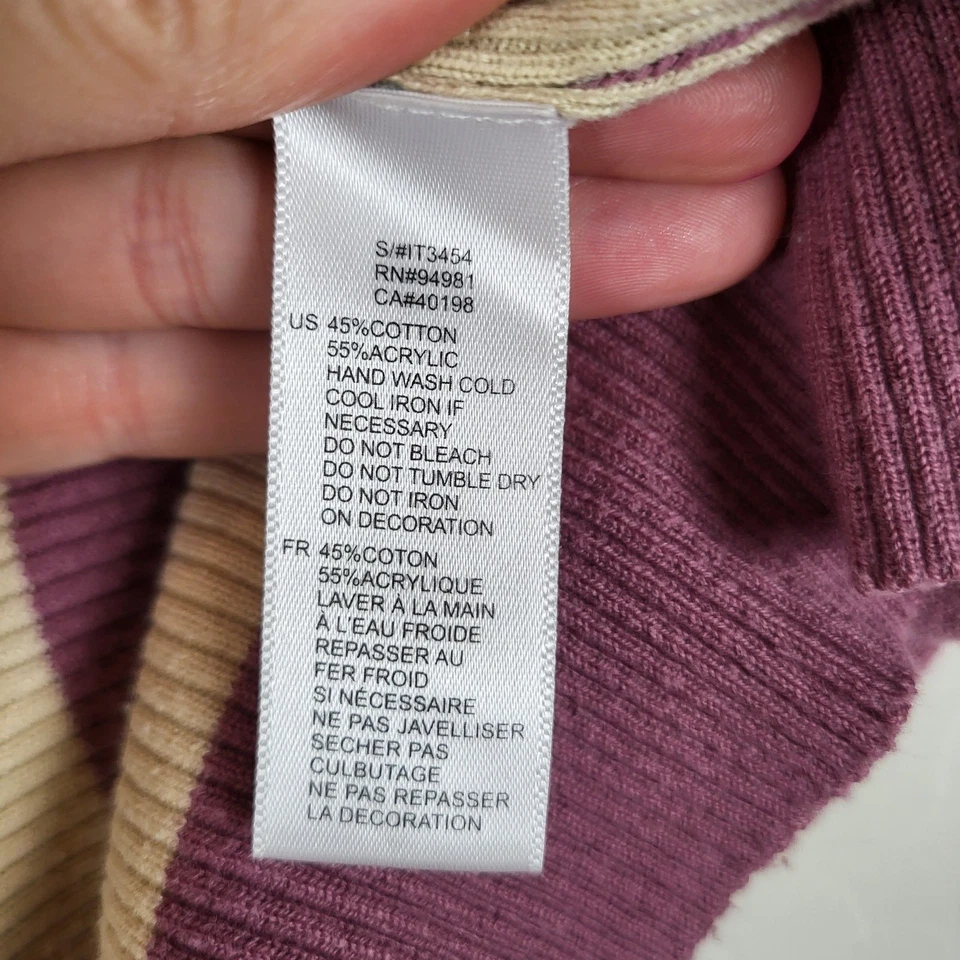 S/#IT3454
RN#94981
CA#40198
US 45%COTTON
55%ACRYLIC
HAND WASH COLD
COOL IRON IF
NECESSARY
DO NOT BLEACH
DO NOT TUMBLE DRY
DO NOT IRON
ON DECORATION
FR 45%COTON
55%ACRYLIQUE
LAVER À LA MAIN
À L'EAU FROIDE
REPASSER AU
FER FROID
SI NÉCESSAIRE
NE PAS JAVELLISER
SECHER PAS
CULBUTAGE
NE PAS REPASSER
LA DECORATION